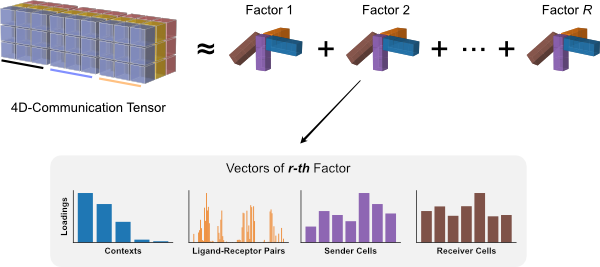 Factor 1
Factor 2
Factor R
≈ + + ... +
4D-Communication Tensor
Vectors of r-th Factor
Loadings
Contexts
Ligand-Receptor Pairs
Sender Cells
Receiver Cells